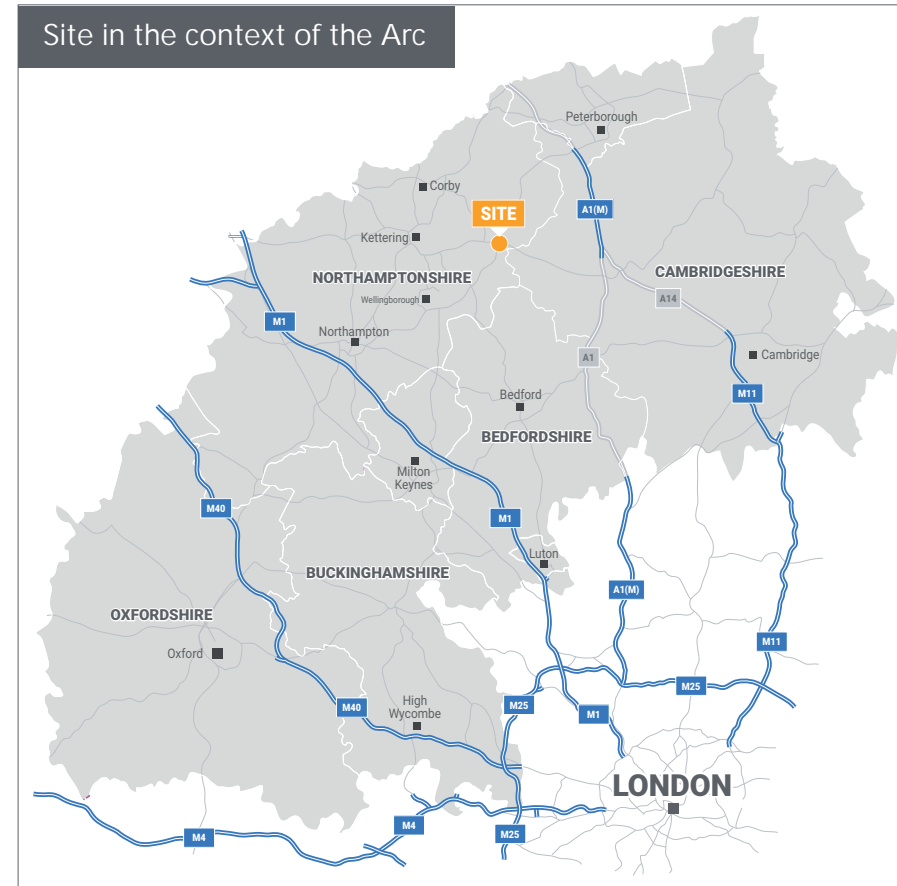 Site in the context of the Arc
Peterborough
Corby
SITE
A1(M)
Kettering
NORTHAMPTONSHIRE
CAMBRIDGESHIRE
Wellingborough
A14
M1
Northampton
A1
Cambridge
Bedford
M11
BEDFORDSHIRE
Milton
Keynes
M40
M1
Luton
BUCKINGHAMSHIRE
A1(M)
OXFORDSHIRE
M11
Oxford
M25
High
Wycombe
M40
M25
M1
LONDON
M4
M4
M25